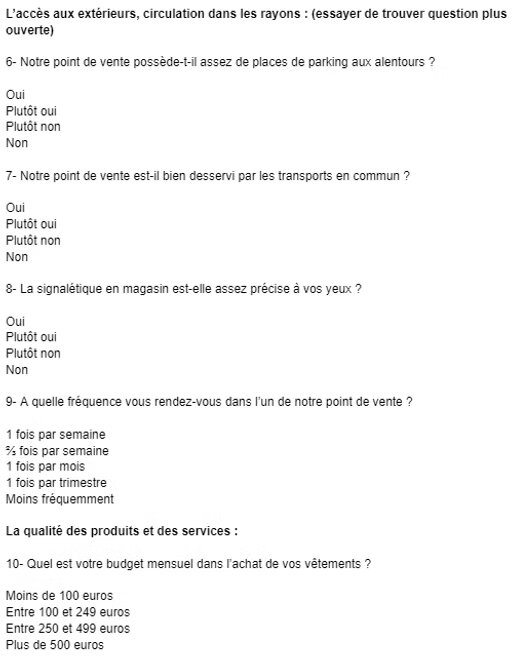 L'accès aux extérieurs, circulation dans les rayons : (essayer de trouver question plus
ouverte)
6- Notre point de vente possède-t-il assez de places de parking aux alentours ?
Oui
Plutôt oui
Plutôt non
Non
7- Notre point de vente est-il bien desservi par les transports en commun ?
Oui
Plutôt oui
Plutôt non
Non
8- La signalétique en magasin est-elle assez précise à vos yeux ?
Oui
Plutôt oui
Plutôt non
Non
9- A quelle fréquence vous rendez-vous dans l'un de notre point de vente ?
1 fois par semaine
⅔ fois par semaine
1 fois par mois
1 fois par trimestre
Moins fréquemment
La qualité des produits et des services :
10- Quel est votre budget mensuel dans l'achat de vos vêtements ?
Moins de 100 euros
Entre 100 et 249 euros
Entre 250 et 499 euros
Plus de 500 euros